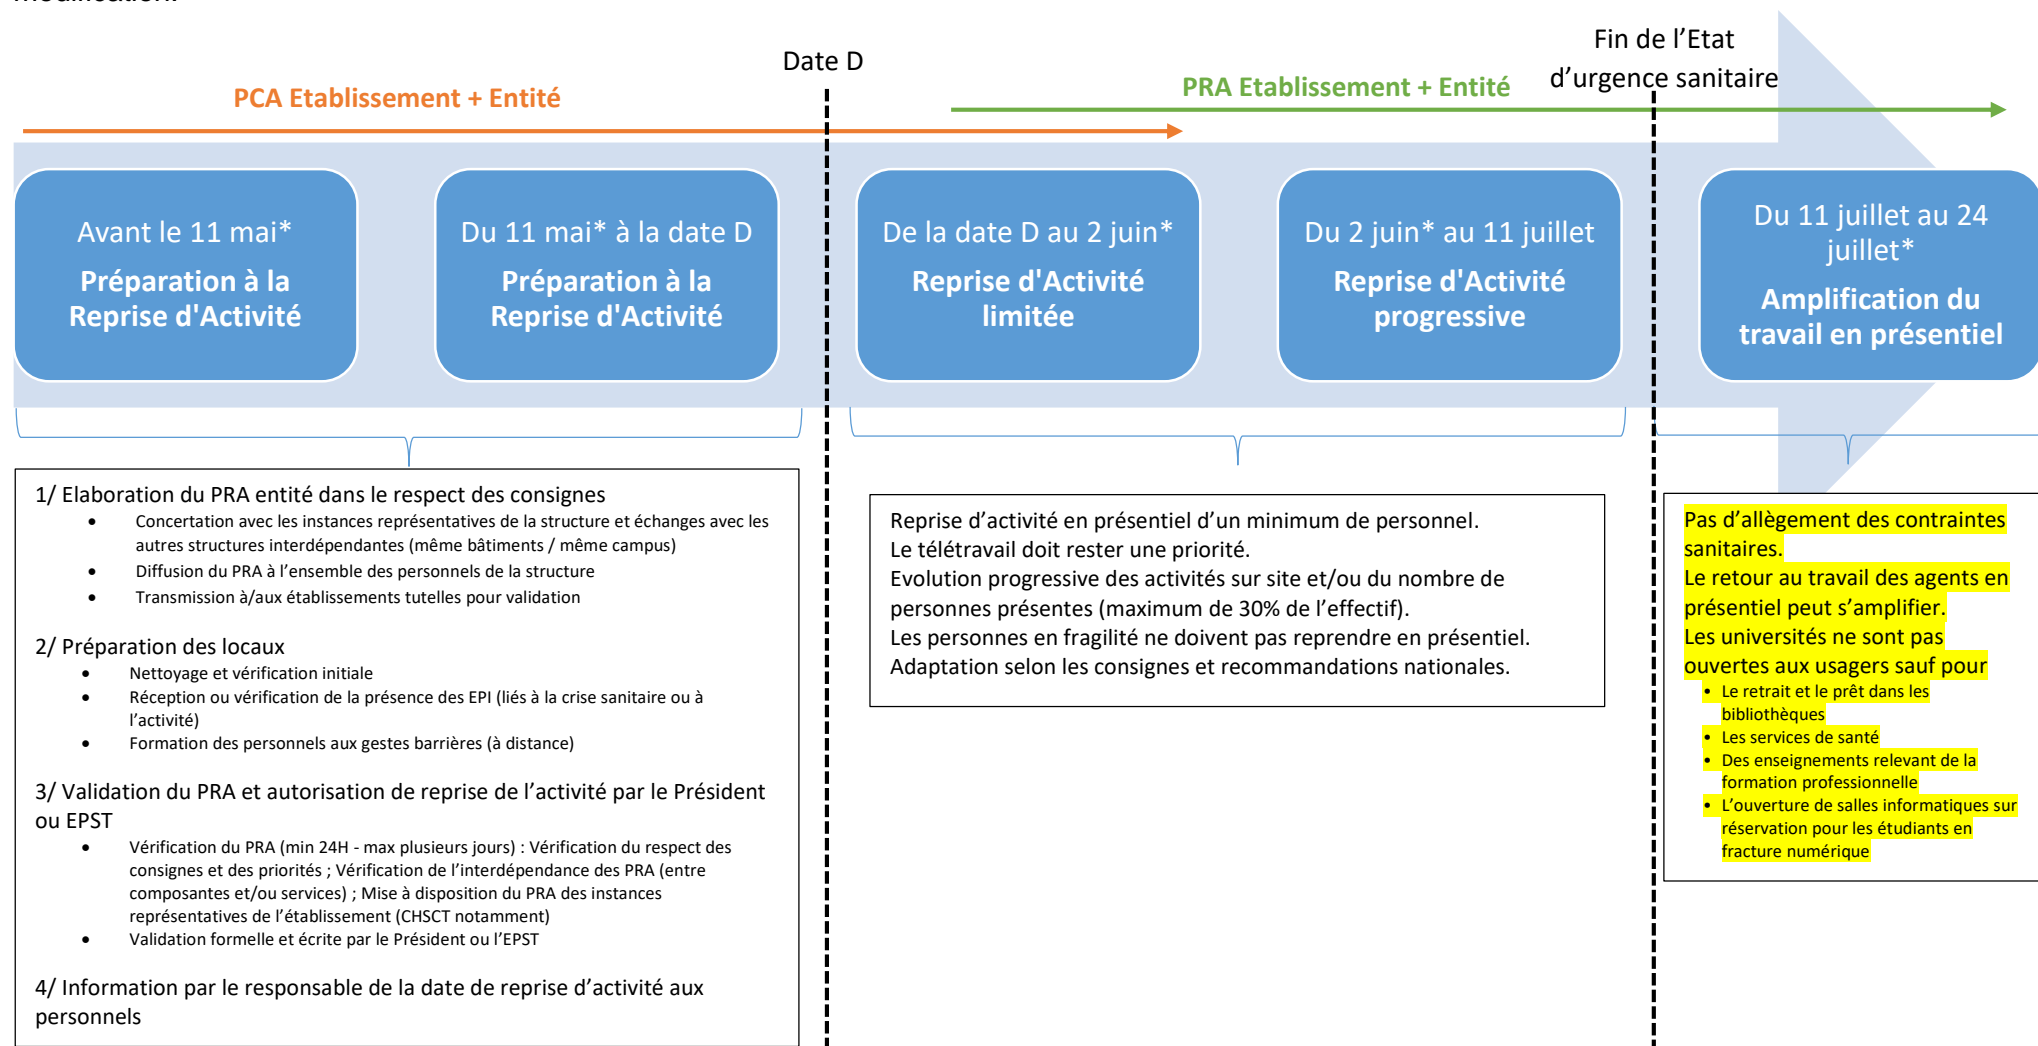 modification.
Date D
Fin de l’Etat
d’urgence sanitaire
PCA Etablissement + Entité
PRA Etablissement + Entité
Avant le 11 mai*
Préparation à la
Reprise d'Activité
Du 11 mai* à la date D
Préparation à la
Reprise d'Activité
De la date D au 2 juin*
Reprise d'Activité
limitée
Du 2 juin* au 11 juillet
Reprise d'Activité
progressive
Du 11 juillet au 24
juillet*
Amplification du
travail en présentiel
1/ Elaboration du PRA entité dans le respect des consignes
• Concertation avec les instances représentatives de la structure et échanges avec les
autres structures interdépendantes (même bâtiments / même campus)
• Diffusion du PRA à l’ensemble des personnels de la structure
• Transmission à/aux établissements tutelles pour validation
2/ Préparation des locaux
• Nettoyage et vérification initiale
• Réception ou vérification de la présence des EPI (liés à la crise sanitaire ou à
l’activité)
• Formation des personnels aux gestes barrières (à distance)
3/ Validation du PRA et autorisation de reprise de l’activité par le Président
ou EPST
• Vérification du PRA (min 24H - max plusieurs jours) : Vérification du respect des
consignes et des priorités ; Vérification de l’interdépendance des PRA (entre
composantes et/ou services) ; Mise à disposition du PRA des instances
représentatives de l’établissement (CHSCT notamment)
• Validation formelle et écrite par le Président ou l’EPST
4/ Information par le responsable de la date de reprise d’activité aux
personnels
Reprise d’activité en présentiel d’un minimum de personnel.
Le télétravail doit rester une priorité.
Evolution progressive des activités sur site et/ou du nombre de
personnes présentes (maximum de 30% de l’effectif).
Les personnes en fragilité ne doivent pas reprendre en présentiel.
Adaptation selon les consignes et recommandations nationales.
Pas d’allègement des contraintes
sanitaires.
Le retour au travail des agents en
présentiel peut s’amplifier.
Les universités ne sont pas
ouvertes aux usagers sauf pour
• Le retrait et le prêt dans les
bibliothèques
• Les services de santé
• Des enseignements relevant de la
formation professionnelle
• L’ouverture de salles informatiques sur
réservation pour les étudiants en
fracture numérique